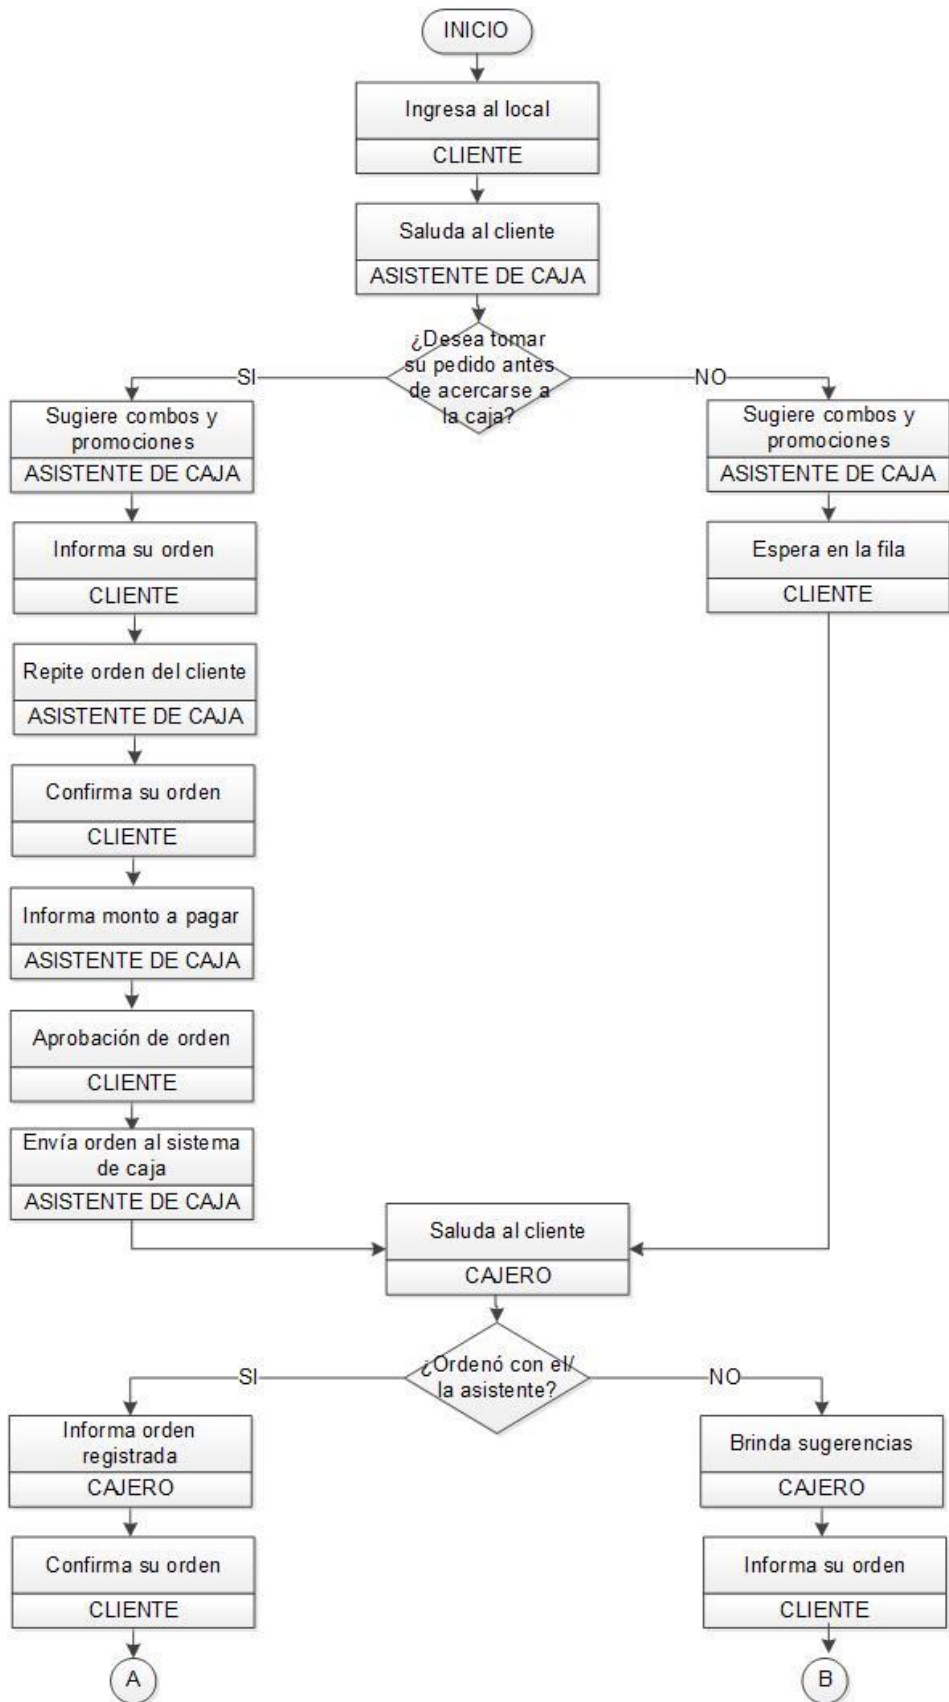 INICIO
Ingresa al local
CLIENTE
Saluda al cliente
ASISTENTE DE CAJA
¿Desea tomar
su pedido antes
de acercarse a
la caja?
SI
NO
Sugiere combos y
promociones
ASISTENTE DE CAJA
Informa su orden
CLIENTE
Repite orden del cliente
ASISTENTE DE CAJA
Confirma su orden
CLIENTE
Informa monto a pagar
ASISTENTE DE CAJA
Aprobación de orden
CLIENTE
Envía orden al sistema
de caja
ASISTENTE DE CAJA
Sugiere combos y
promociones
ASISTENTE DE CAJA
Espera en la fila
CLIENTE
Saluda al cliente
CAJERO
¿Ordenó con el/
la asistente?
SI
NO
Informa orden
registrada
CAJERO
Confirma su orden
CLIENTE
A
Brinda sugerencias
CAJERO
Informa su orden
CLIENTE
B